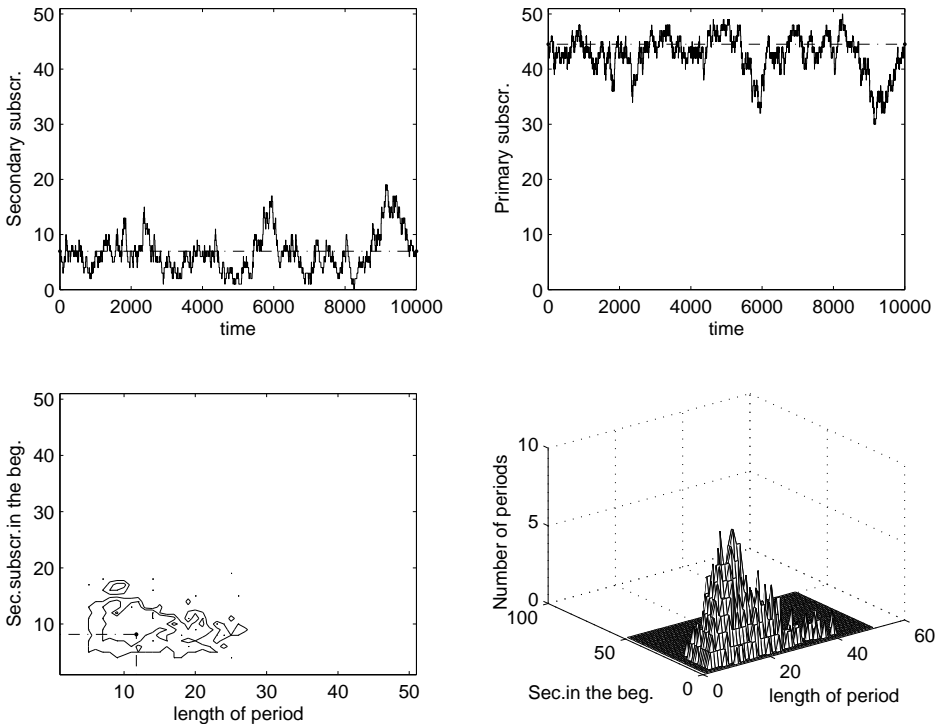 50
40
30
20
10
0
Secondary subscr.
0 2000 4000 6000 8000 10000
time
50
40
30
20
10
0
Primary subscr.
0 2000 4000 6000 8000 10000
time
50
40
30
20
10
Sec.subscr.in the beg.
10 20 30 40 50
length of period
10
5
0
Number of periods
100
50
0
Sec.in the beg.
0
20
40
60
length of period